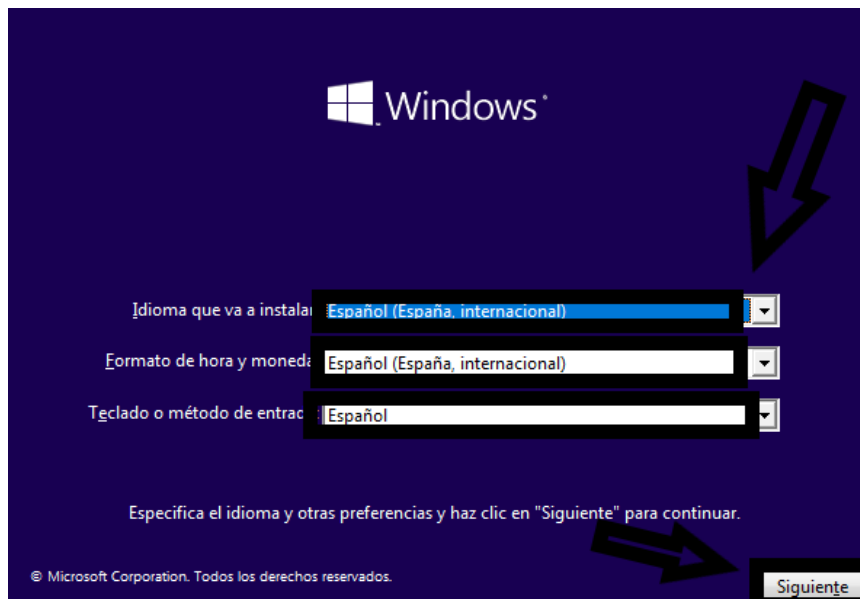 Windows
Idioma que va a instalar Español (España, internacional)
Formato de hora y moneda Español (España, internacional)
Teclado o método de entrada: Español
Especifica el idioma y otras preferencias y haz clic en "Siguiente" para continuar.
© Microsoft Corporation. Todos los derechos reservados.
Siguiente